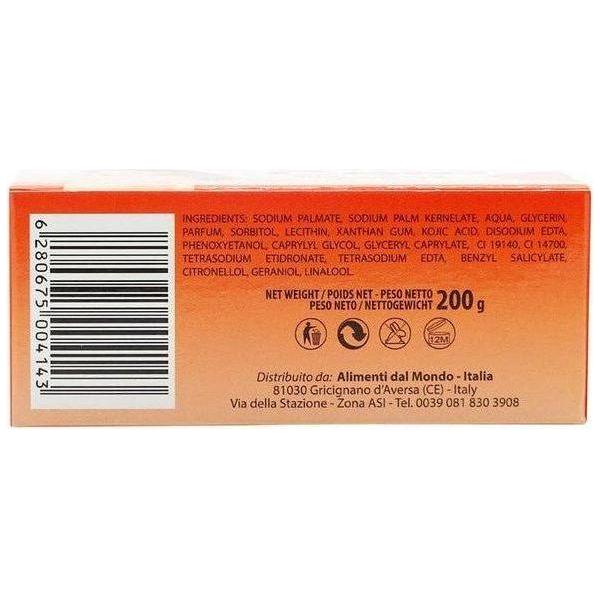 INGREDIENTS: SODIUM PALMATE, SODIUM PALM KERNELATE, AQUA, GLYCERIN,
PARFUM, SORBITOL, LECITHIN, XANTHAN GUM, KOJIC ACID, DISODIUM EDTA,
PHENOXYETANOL, CAPRYLYL GLYCOL, GLYCERYL CAPRYLATE, CI 19140, CI 14700,
TETRASODIUM ETIDRONATE, TETRASODIUM EDTA, BENZYL SALICYLATE,
CITRONELLOL, GERANIOL, LINALOOL.
NET WEIGHT/ POIDS NET - PESO NETTO
PESO NETO / NETTOGEWICHT 200 g
12M
Distribuito da: Alimenti dal Mondo - Italia
81030 Gricignano d'Aversa (CE) - Italy
Via della Stazione - Zona ASI - Tel. 0039 081 830 3908
6280675004143